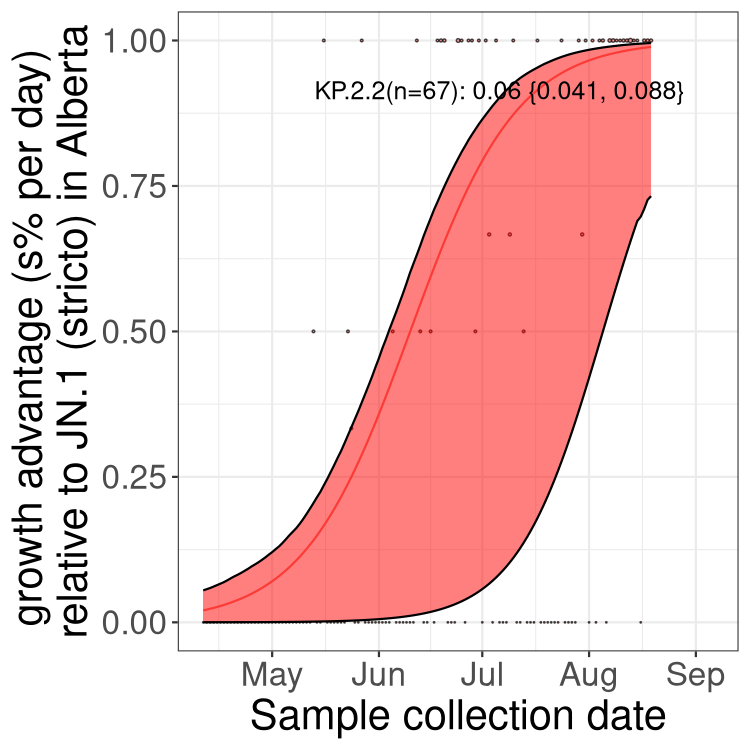 growth advantage (s% per day)
relative to JN.1 (stricto) in Alberta
1.00
0.75
0.50
0.25
0.00
KP.2.2(n=67): 0.06 {0.041, 0.088}
May Jun Jul Aug Sep
Sample collection date